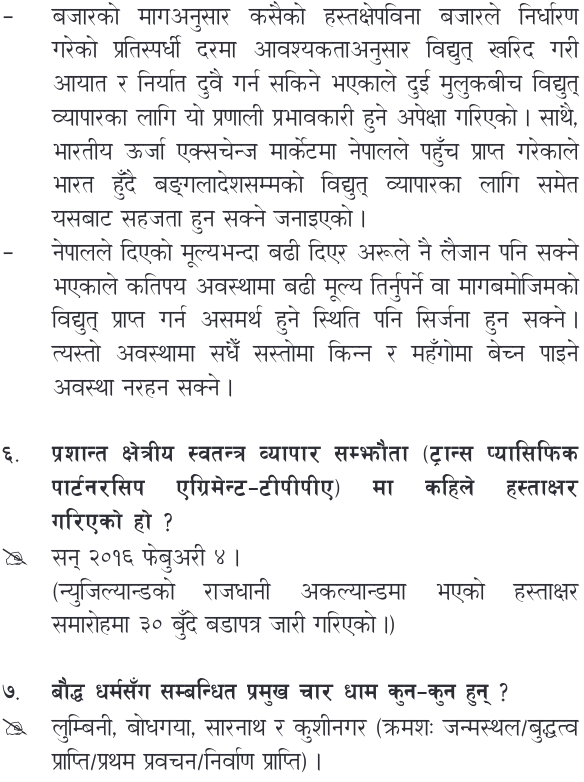 – बजारको मागअनुसार कसैको हस्तक्षेपविना बजारले निर्धारण
गरेको प्रतिस्पर्धी दरमा आवश्यकताअनुसार विद्युत् खरिद गरी
आयात र निर्यात दुवै गर्न सकिने भएकाले दुई मुलुकबीच विद्युत्
व्यापारका लागि यो प्रणाली प्रभावकारी हुने अपेक्षा गरिएको । साथै,
भारतीय ऊर्जा एक्सचेन्ज मार्केटमा नेपालले पहुँच प्राप्त गरेकाले
भारत हुँदै बङ्गलादेशसम्मको विद्युत् व्यापारका लागि समेत
यसबाट सहजता हुन सक्ने जनाइएको ।
– नेपालले दिएको मूल्यभन्दा बढी दिएर अरूले नै लैजान पनि सक्ने
भएकाले कतिपय अवस्थामा बढी मूल्य तिर्नुपर्ने वा मागबमोजिमको
विद्युत् प्राप्त गर्न असमर्थ हुने स्थिति पनि सिर्जना हुन सक्ने ।
त्यस्तो अवस्थामा सधैँ सस्तोमा किन्न र महँगोमा बेच्न पाइने
अवस्था नरहन सक्ने ।
६. प्रशान्त क्षेत्रीय स्वतन्त्र व्यापार सम्झौता (ट्रान्स प्यासिफिक
पार्टनरसिप एग्रिमेन्ट–टीपीपीए) मा कहिले हस्ताक्षर
गरिएको हो ?
सन् २०१६ फेब्रुअरी ४ ।
(न्युजिल्यान्डको राजधानी अकल्यान्डमा भएको हस्ताक्षर
समारोहमा ३० बुँदे बडापत्र जारी गरिएको ।)
७. बौद्ध धर्मसँग सम्बन्धित प्रमुख चार धाम कुन–कुन हुन् ?
लुम्बिनी, बोधगया, सारनाथ र कुशीनगर (क्रमशः जन्मस्थल/बुद्धत्व
प्राप्ति/प्रथम प्रवचन/निर्वाण प्राप्ति) ।